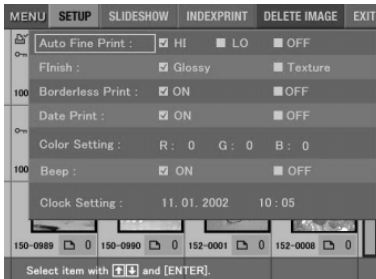 MENU SETUP SLIDESHOW INDEXPRINT DELETE IMAGE EXIT
Auto Fine Print : HI LO OFF
FInish : Glossy Texture
100 Borderless Print : ON OFF
Date Print : ON OFF
Color Setting : R : 0 G : 0 B : 0
100 Beep : ON OFF
Clock Setting : 11. 01. 2002 10 : 05
150-0989 0 150-0990 0 152-0001 0 152-0008 0
Select item with and [ENTER].